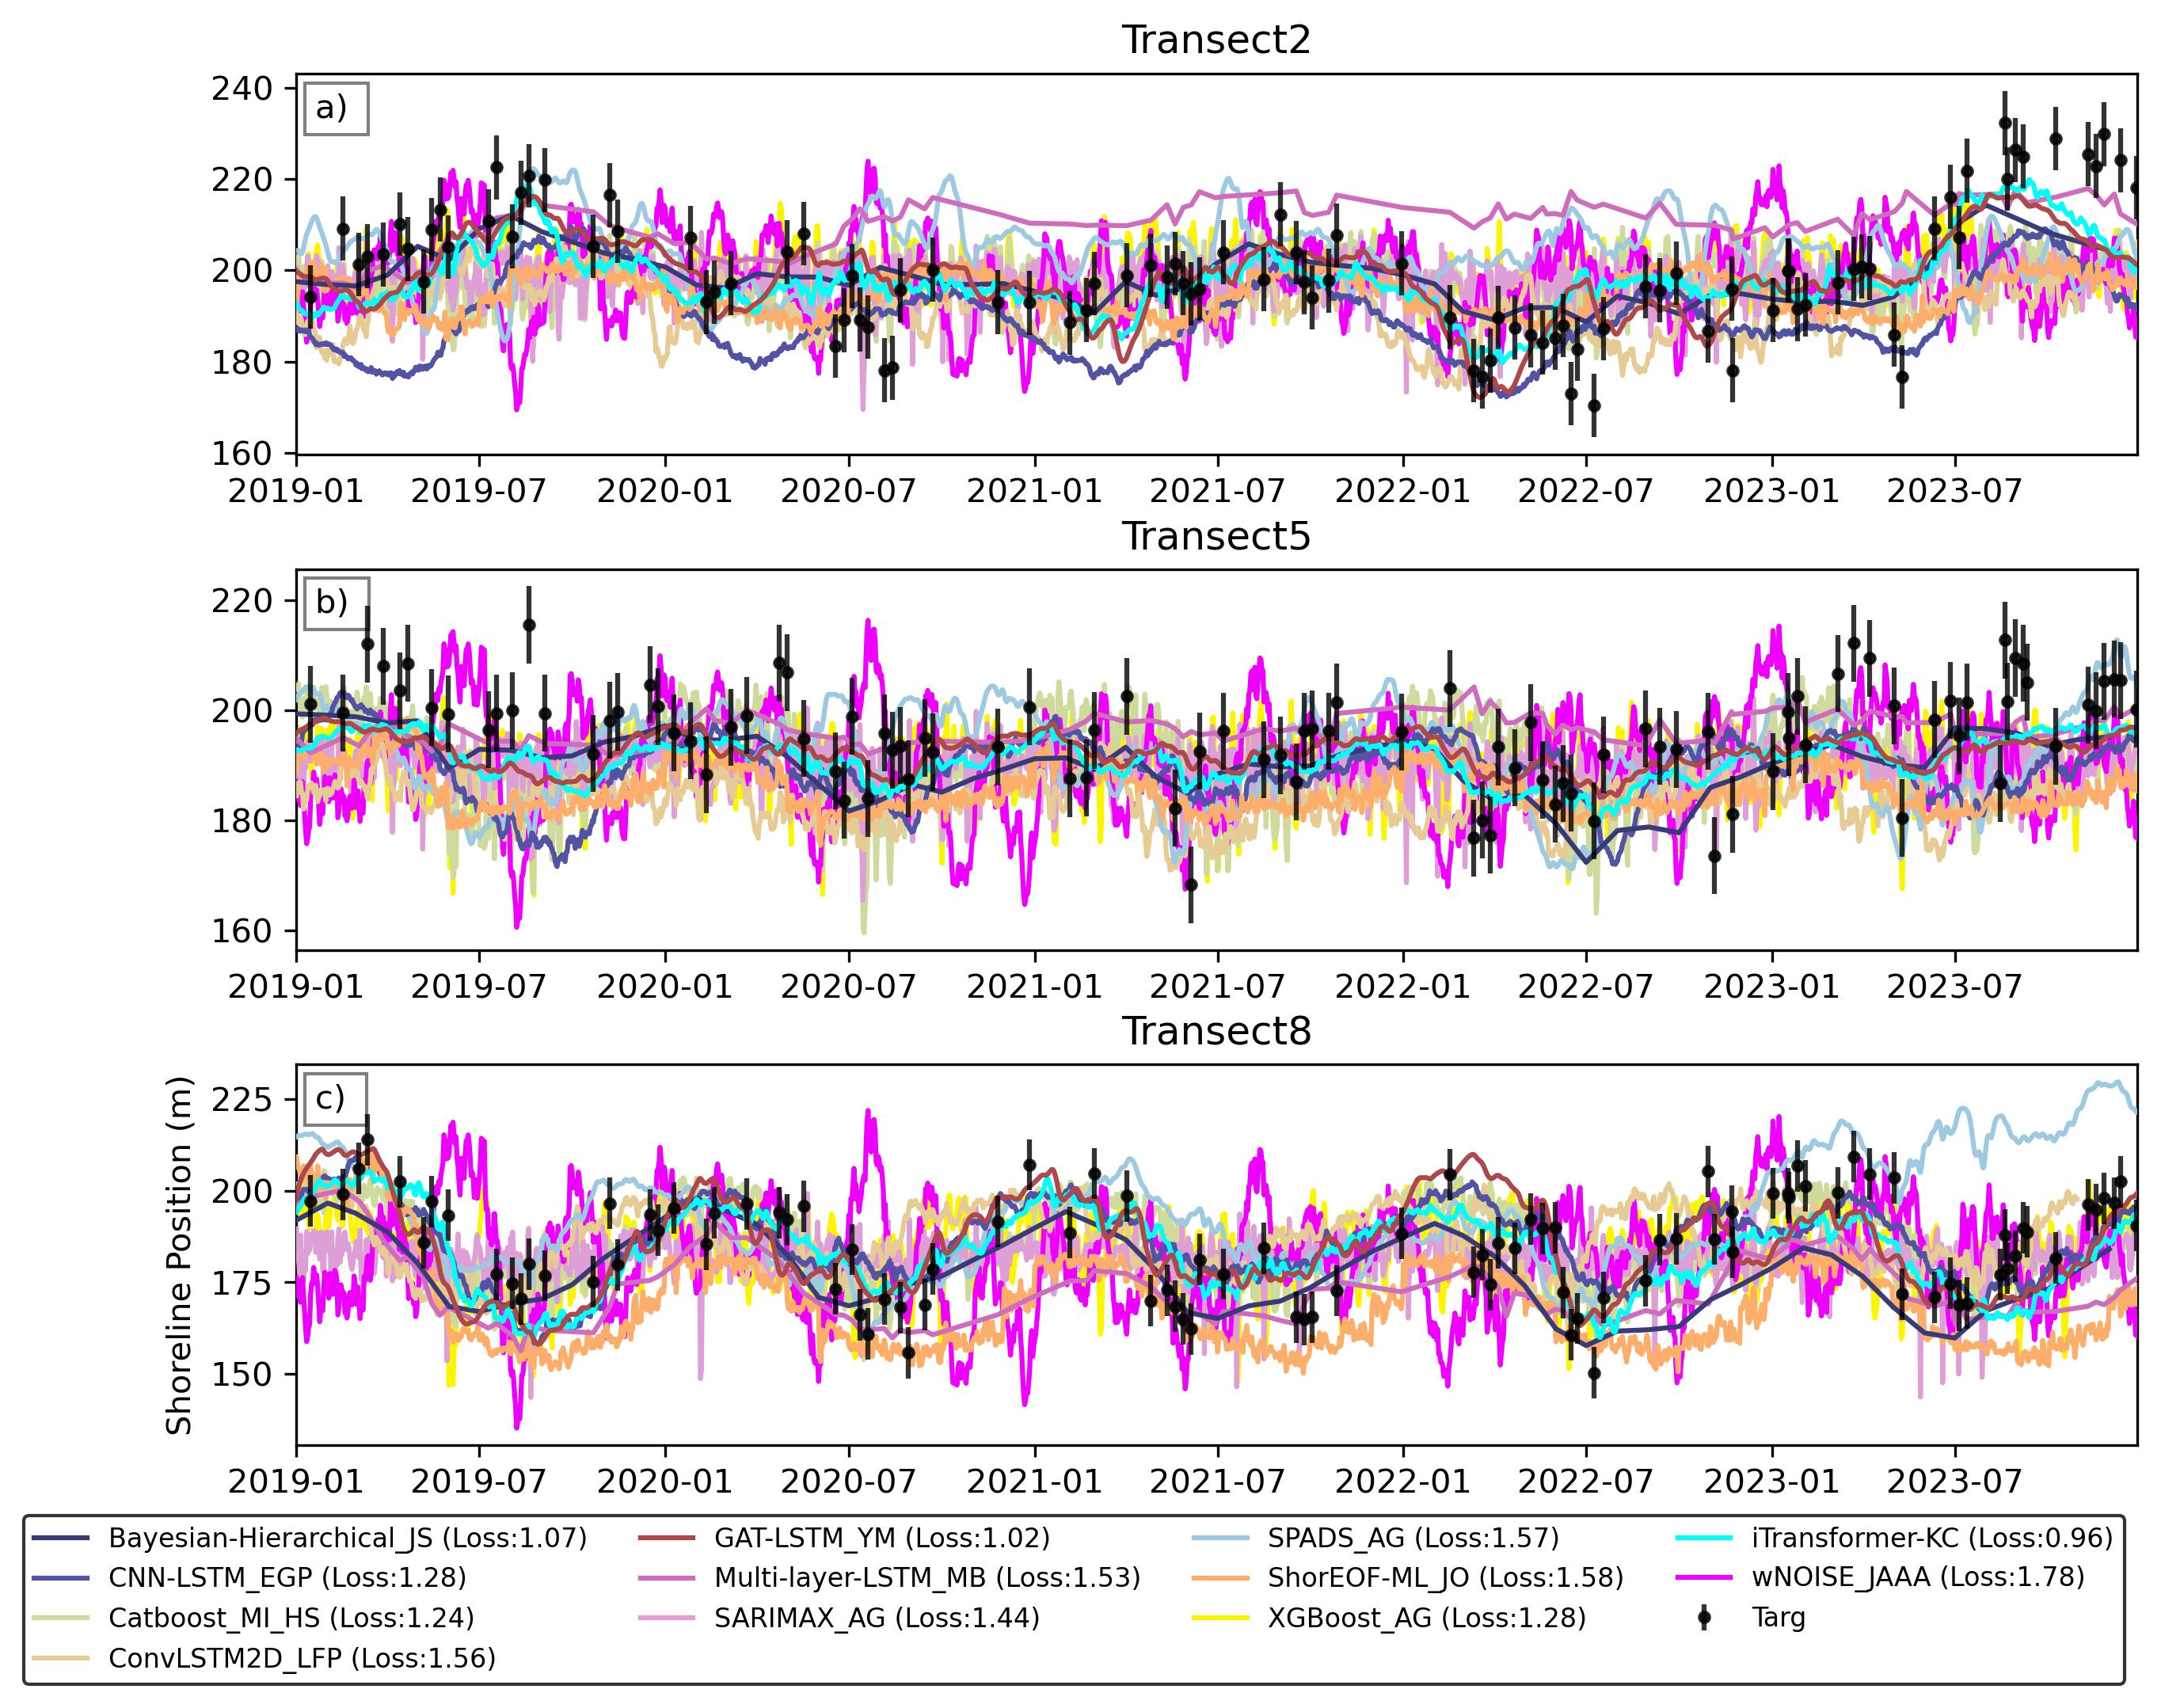 Transect2
a)
240
220
200
180
160
2019-01 2019-07 2020-01 2020-07 2021-01 2021-07 2022-01 2022-07 2023-01 2023-07
Transect5
b)
220
200
180
160
2019-01 2019-07 2020-01 2020-07 2021-01 2021-07 2022-01 2022-07 2023-01 2023-07
Transect8
c)
Shoreline Position (m)
225
200
175
150
2019-01 2019-07 2020-01 2020-07 2021-01 2021-07 2022-01 2022-07 2023-01 2023-07
Bayesian-Hierarchical_JS (Loss:1.07)
CNN-LSTM_EGP (Loss:1.28)
Catboost_MI_HS (Loss:1.24)
ConvLSTM2D_LFP (Loss:1.56)
GAT-LSTM_YM (Loss:1.02)
Multi-layer-LSTM_MB (Loss:1.53)
SARIMAX_AG (Loss:1.44)
SPADS_AG (Loss:1.57)
ShorEOF-ML_JO (Loss:1.58)
XGBoost_AG (Loss:1.28)
iTransformer-KC (Loss:0.96)
wNOISE_JAAA (Loss:1.78)
Targ